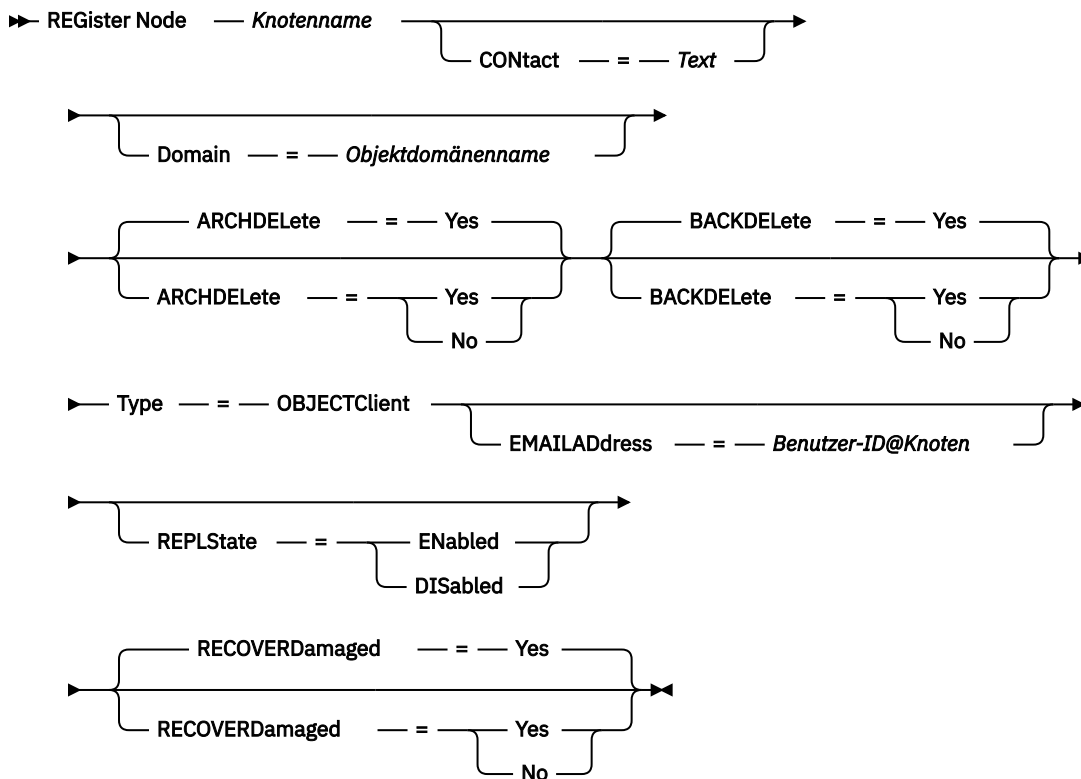 REGister Node — Knotenname
CONtact — = — Text
Domain — = — Objektdomänenname
ARCHDELete — = — Yes BACKDELete — = — Yes
ARCHDELete — = Yes BACKDELete — = Yes
No No
Type — = — OBJECTClient
EMAILADdress — = — Benutzer-ID@Knoten
REPLState — = ENabled
DISabled
RECOVERDamaged — = — Yes
RECOVERDamaged — = Yes
No